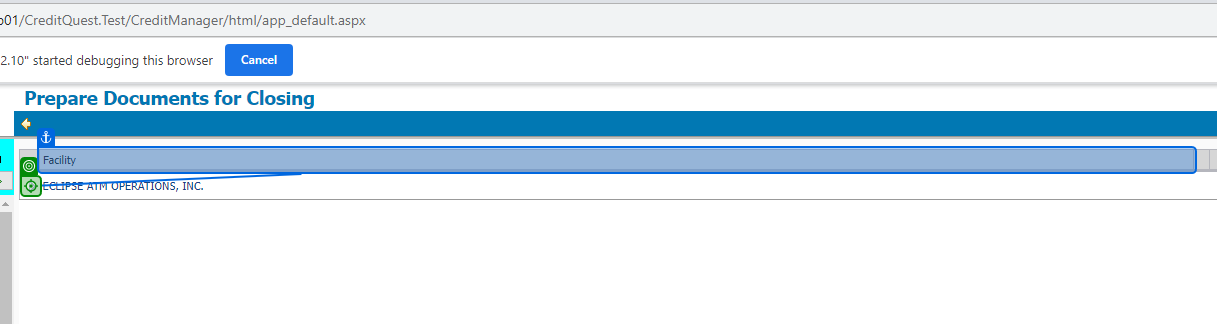 01/CreditQuest.Test/CreditManager/html/app_default.aspx
2.10" started debugging this browser
Cancel
Prepare Documents for Closing
Facility
ECLIPSE ATM OPERATIONS, INC.